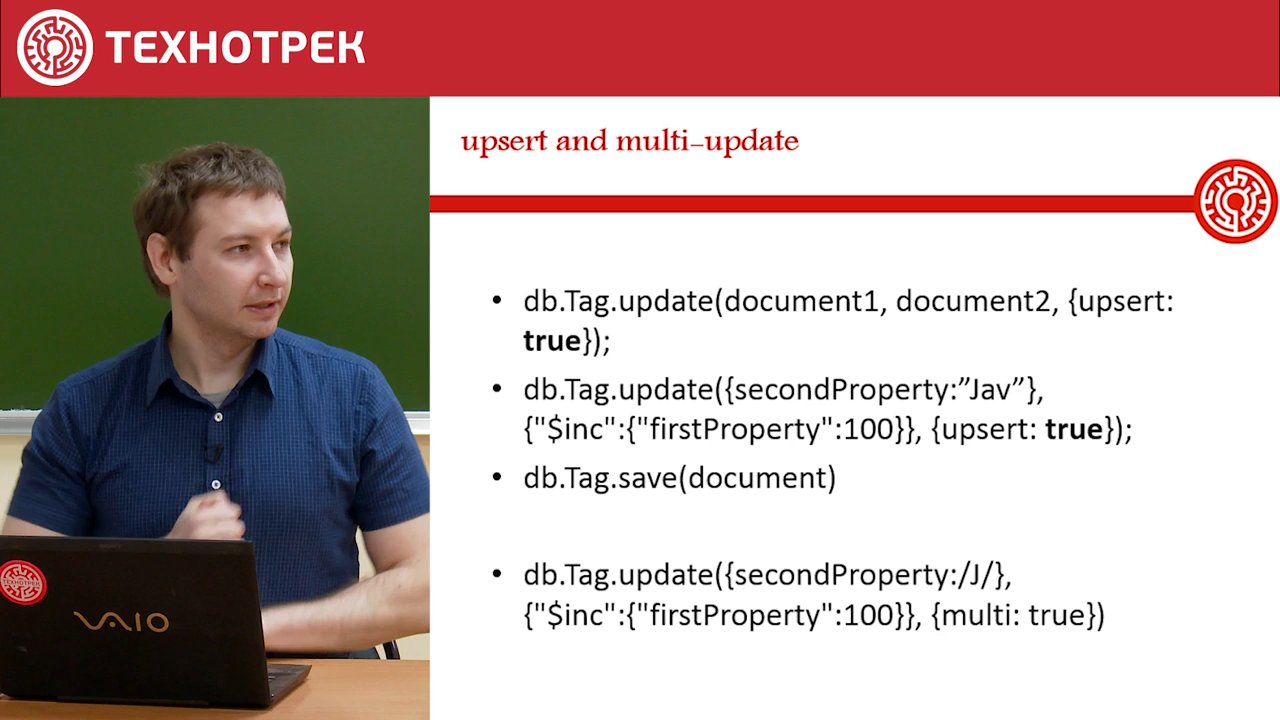 ТЕХНОТРЕК
upsert and multi-update
• db.Tag.update(document1, document2, {upsert:
true});
• db.Tag.update({secondProperty:”Jav”},
{"$inc":{"firstProperty":100}}, {upsert: true});
• db.Tag.save(document)
• db.Tag.update({secondProperty:/J/},
{"$inc":{"firstProperty":100}}, {multi: true})
ТЕХНОТРЕК
VAIO